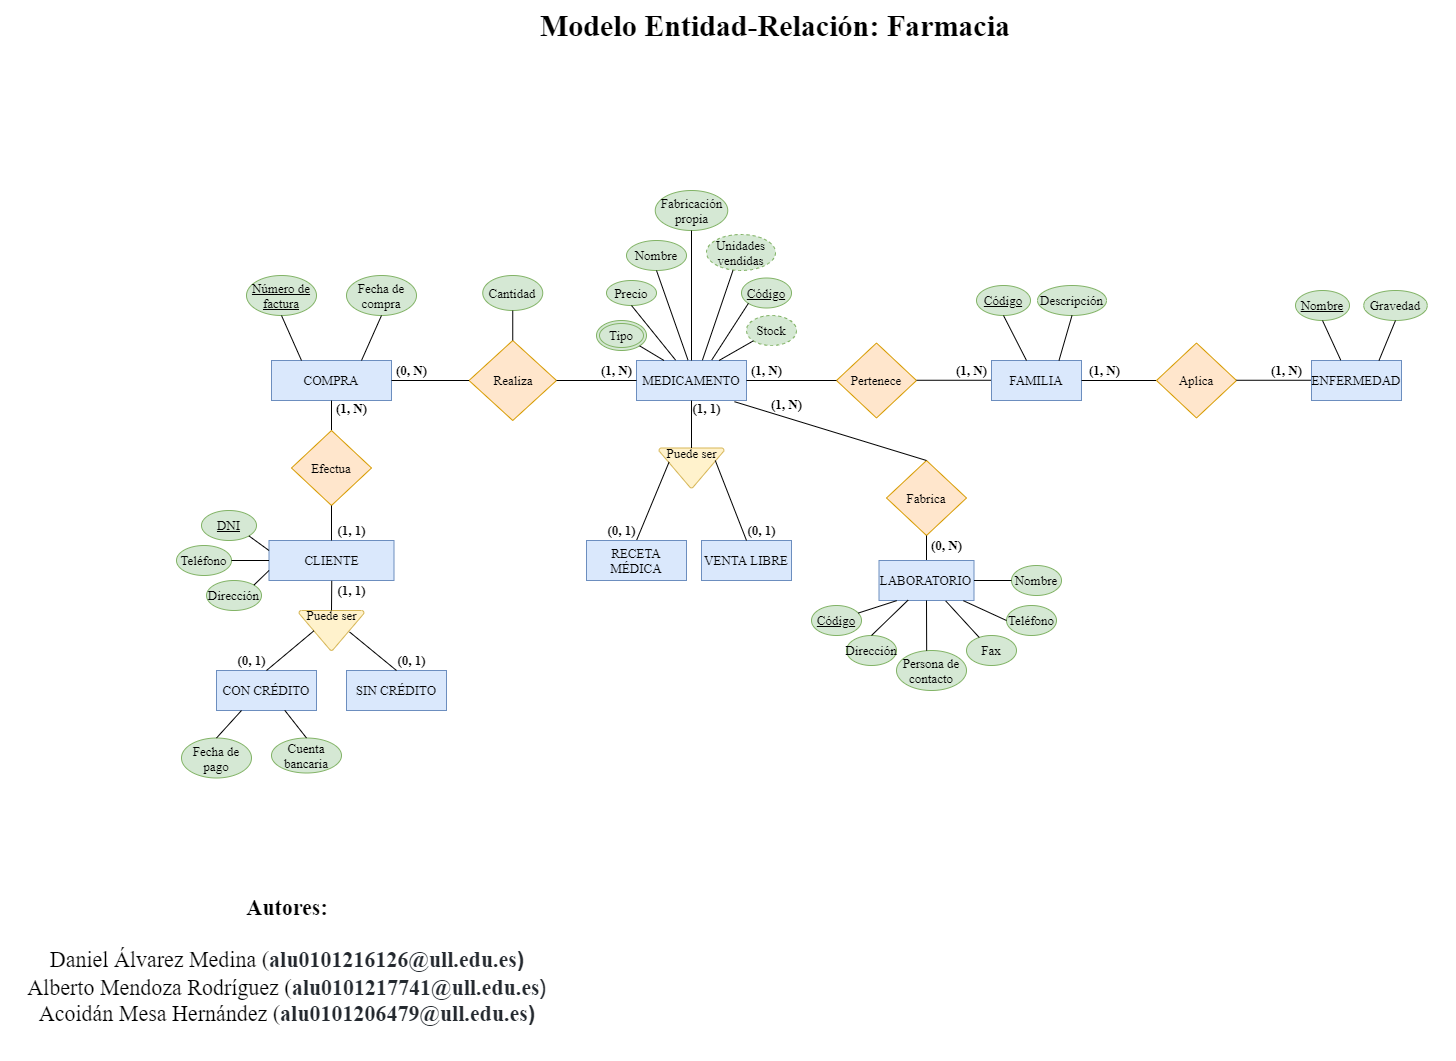 Modelo Entidad-Relación: Farmacia
Fabricación
propia
Nombre
Unidades
vendidas
Número de
factura
Fecha de
compra
Cantidad
Precio
Código
Tipo
Stock
Código
Descripción
Nombre
Gravedad
COMPRA
(0, N)
Realiza
(1, N)
MEDICAMENTO
(1, N)
Pertenece
(1, N)
FAMILIA
(1, N)
Aplica
(1, N)
ENFERMEDAD
(1, N)
(1, 1)
(1, N)
Efectua
Puede ser
Fabrica
DNI
(1, 1)
(0, 1)
(0, 1)
(0, N)
Teléfono
CLIENTE
RECETA
MÉDICA
VENTA LIBRE
LABORATORIO
Nombre
Dirección
(1, 1)
Puede ser
Código
Teléfono
Dirección
Persona de
contacto
Fax
(0, 1)
(0, 1)
CON CRÉDITO
SIN CRÉDITO
Fecha de
pago
Cuenta
bancaria
Autores:
Daniel Álvarez Medina (alu0101216126@ull.edu.es)
Alberto Mendoza Rodríguez (alu0101217741@ull.edu.es)
Acoidán Mesa Hernández (alu0101206479@ull.edu.es)